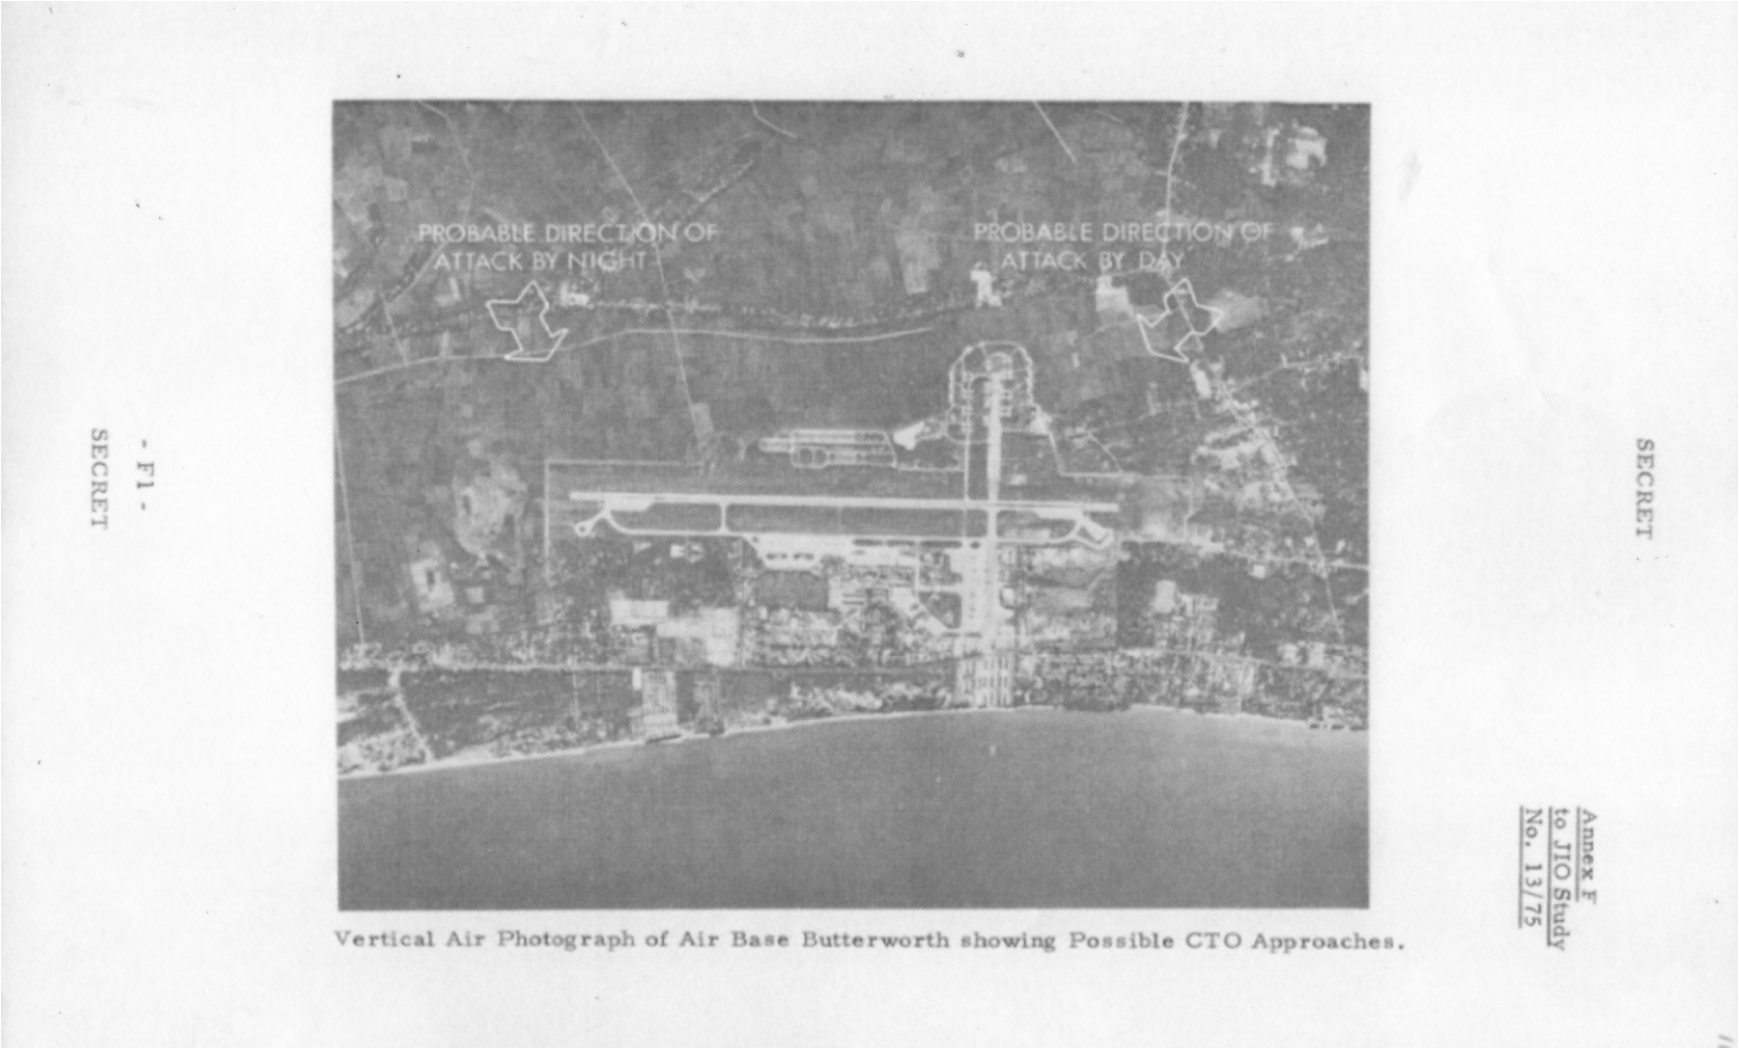 SECRET
Annex F
to JIO Study
No. 13/75
PROBABLE DIRECTION OF
ATTACK BY NIGHT
PROBABLE DIRECTION OF
ATTACK BY DAY
Vertical Air Photograph of Air Base Butterworth showing Possible CTO Approaches.
- F1 -
SECRET